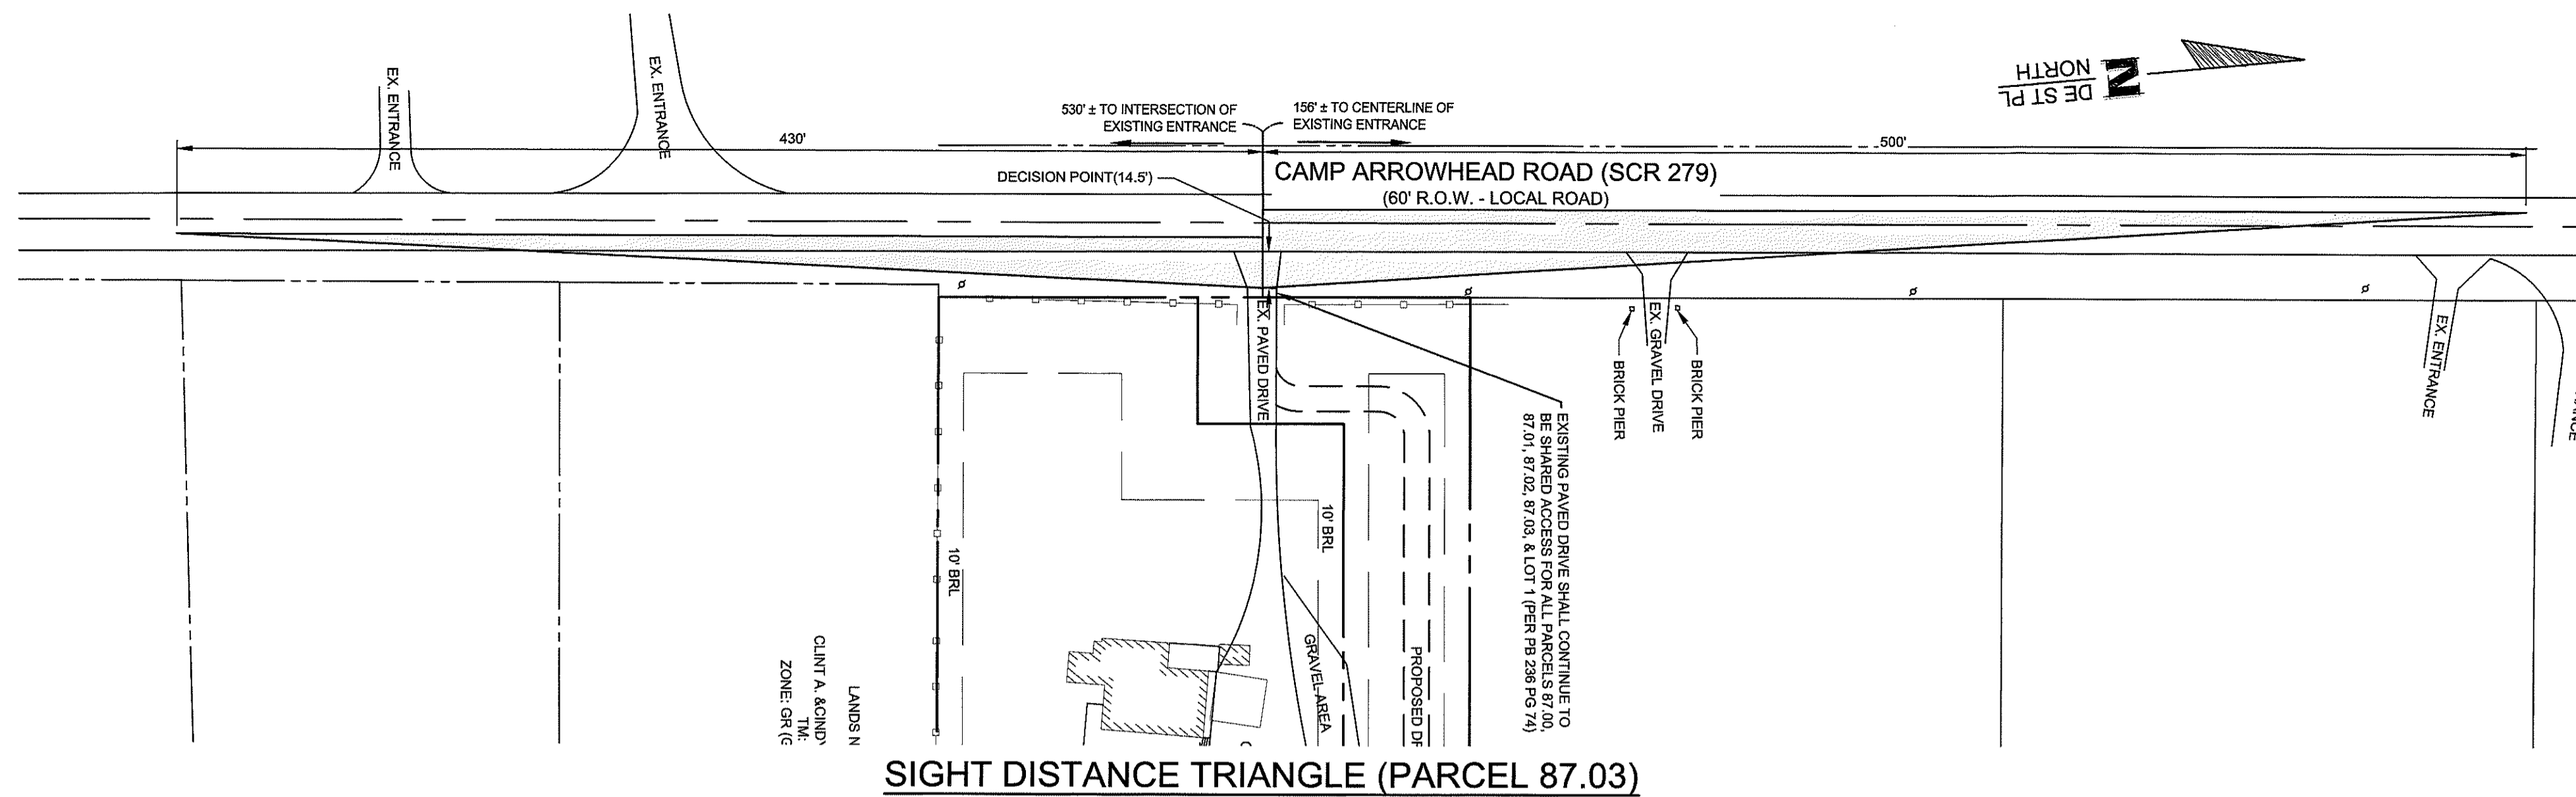 DE ST PL
NORTH
N
EX. ENTRANCE
EX. ENTRANCE
530' ± TO INTERSECTION OF
EXISTING ENTRANCE
156' ± TO CENTERLINE OF
EXISTING ENTRANCE
430'
500'
DECISION POINT(14.5')
CAMP ARROWHEAD ROAD (SCR 279)
(60' R.O.W. - LOCAL ROAD)
EX. PAVED DRIVE
EX. GRAVEL DRIVE
BRICK PIER
BRICK PIER
EX. ENTRANCE
EXISTING PAVED DRIVE SHALL CONTINUE TO
BE SHARED ACCESS FOR ALL PARCELS 87.00,
87.01, 87.02, 87.03, & LOT 1 (PER PB 236 PG 74)
10' BRL
10' BRL
GRAVEL AREA
PROPOSED DR
LANDS N
CLINT A. &CINDY
TM:
ZONE: GR (G
SIGHT DISTANCE TRIANGLE (PARCEL 87.03)